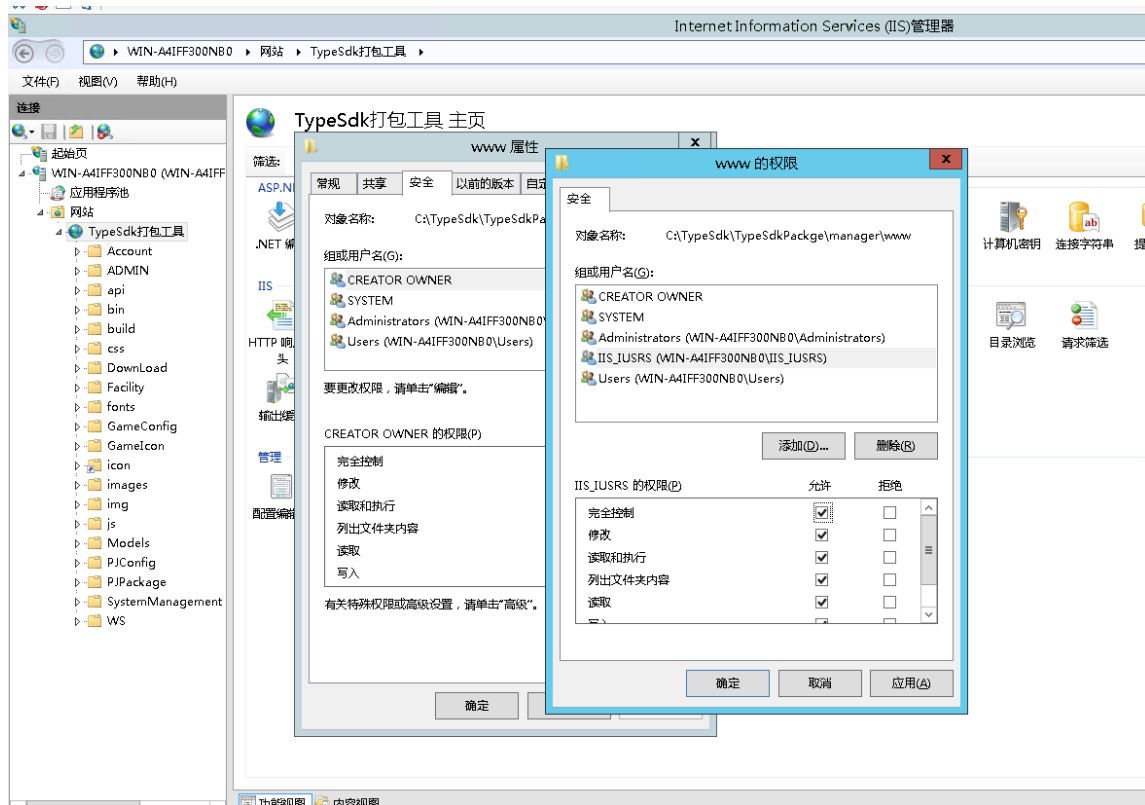 Internet Information Services (IIS)管理器
WIN-A4IFF300NB0 网站 TypeSdk打包工具
文件(F) 视图(V) 帮助(H)
连接
起始页
WIN-A4IFF300NB0 (WIN-A4IFF
应用程序池
网站
TypeSdk打包工具
Account
ADMIN
api
bin
build
css
DownLoad
Facility
fonts
GameConfig
GameIcon
icon
images
img
js
Models
PJConfig
PJPackage
SystemManagement
WS
TypeSdk打包工具 主页
筛选:
ASP.NE
.NET 编
IIS
HTTP 响
头
输出缓
管理
配置编辑
www 属性
x
常规 共享 安全 以前的版本 自定
对象名称: C:\TypeSdk\TypeSdkPa
组或用户名(G):
CREATOR OWNER
SYSTEM
Administrators (WIN-A4IFF300NB0\
Users (WIN-A4IFF300NB0\Users)
要更改权限，请单击"编辑"。
CREATOR OWNER 的权限(P)
完全控制
修改
读取和执行
列出文件夹内容
读取
写入
有关特殊权限或高级设置，请单击"高级"。
确定
www 的权限
x
安全
对象名称: C:\TypeSdk\TypeSdkPackge\manager\www
组或用户名(G):
CREATOR OWNER
SYSTEM
Administrators (WIN-A4IFF300NB0\Administrators)
IIS_IUSRS (WIN-A4IFF300NB0\IIS_IUSRS)
Users (WIN-A4IFF300NB0\Users)
添加(D)... 删除(R)
IIS_IUSRS 的权限(P) 允许 拒绝
完全控制
修改
读取和执行
列出文件夹内容
读取
写入
确定 取消 应用(A)
计算机密钥 连接字符串 提
ab
目录浏览 请求筛选
功能视图 内容视图